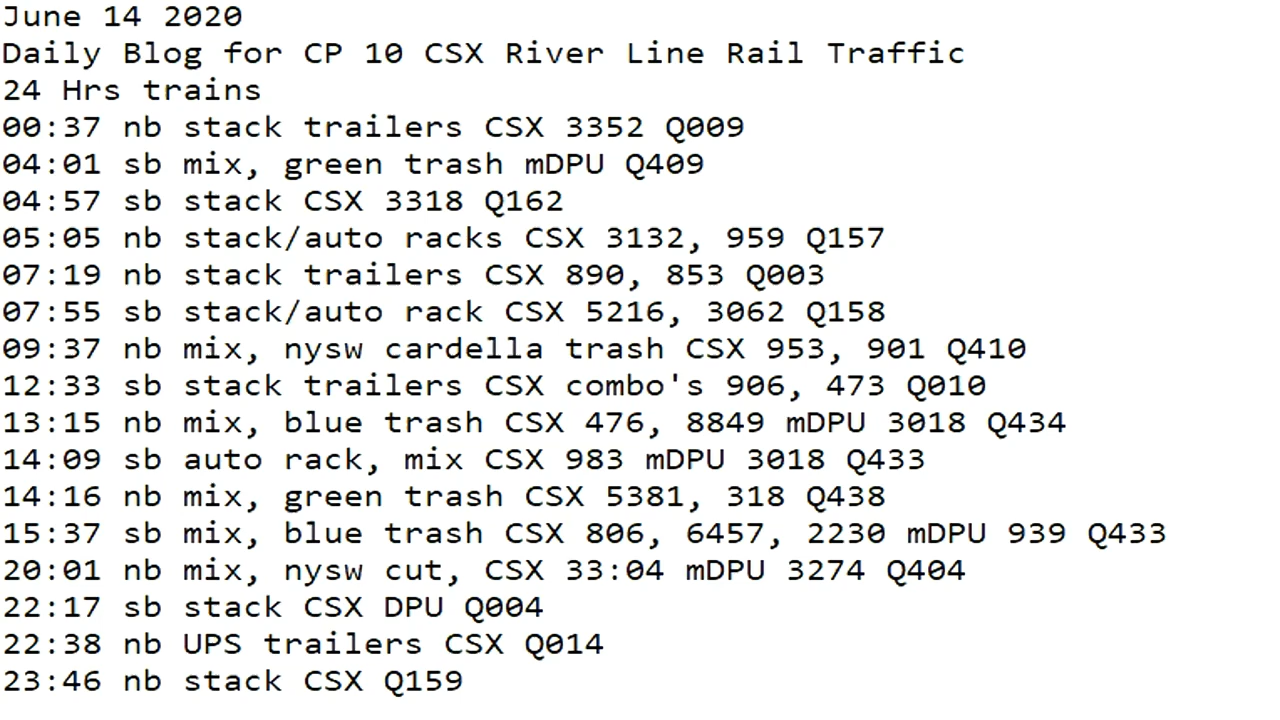 June 14 2020
Daily Blog for CP 10 CSX River Line Rail Traffic
24 Hrs trains
00:37 nb stack trailers CSX 3352 Q009
04:01 sb mix, green trash mDPU Q409
04:57 sb stack CSX 3318 Q162
05:05 nb stack/auto racks CSX 3132, 959 Q157
07:19 nb stack trailers CSX 890, 853 Q003
07:55 sb stack/auto rack CSX 5216, 3062 Q158
09:37 nb mix, nysw cardella trash CSX 953, 901 Q410
12:33 sb stack trailers CSX combo's 906, 473 Q010
13:15 nb mix, blue trash CSX 476, 8849 mDPU 3018 Q434
14:09 sb auto rack, mix CSX 983 mDPU 3018 Q433
14:16 nb mix, green trash CSX 5381, 318 Q438
15:37 sb mix, blue trash CSX 806, 6457, 2230 mDPU 939 Q433
20:01 nb mix, nysw cut, CSX 33:04 mDPU 3274 Q404
22:17 sb stack CSX DPU Q004
22:38 nb UPS trailers CSX Q014
23:46 nb stack CSX Q159